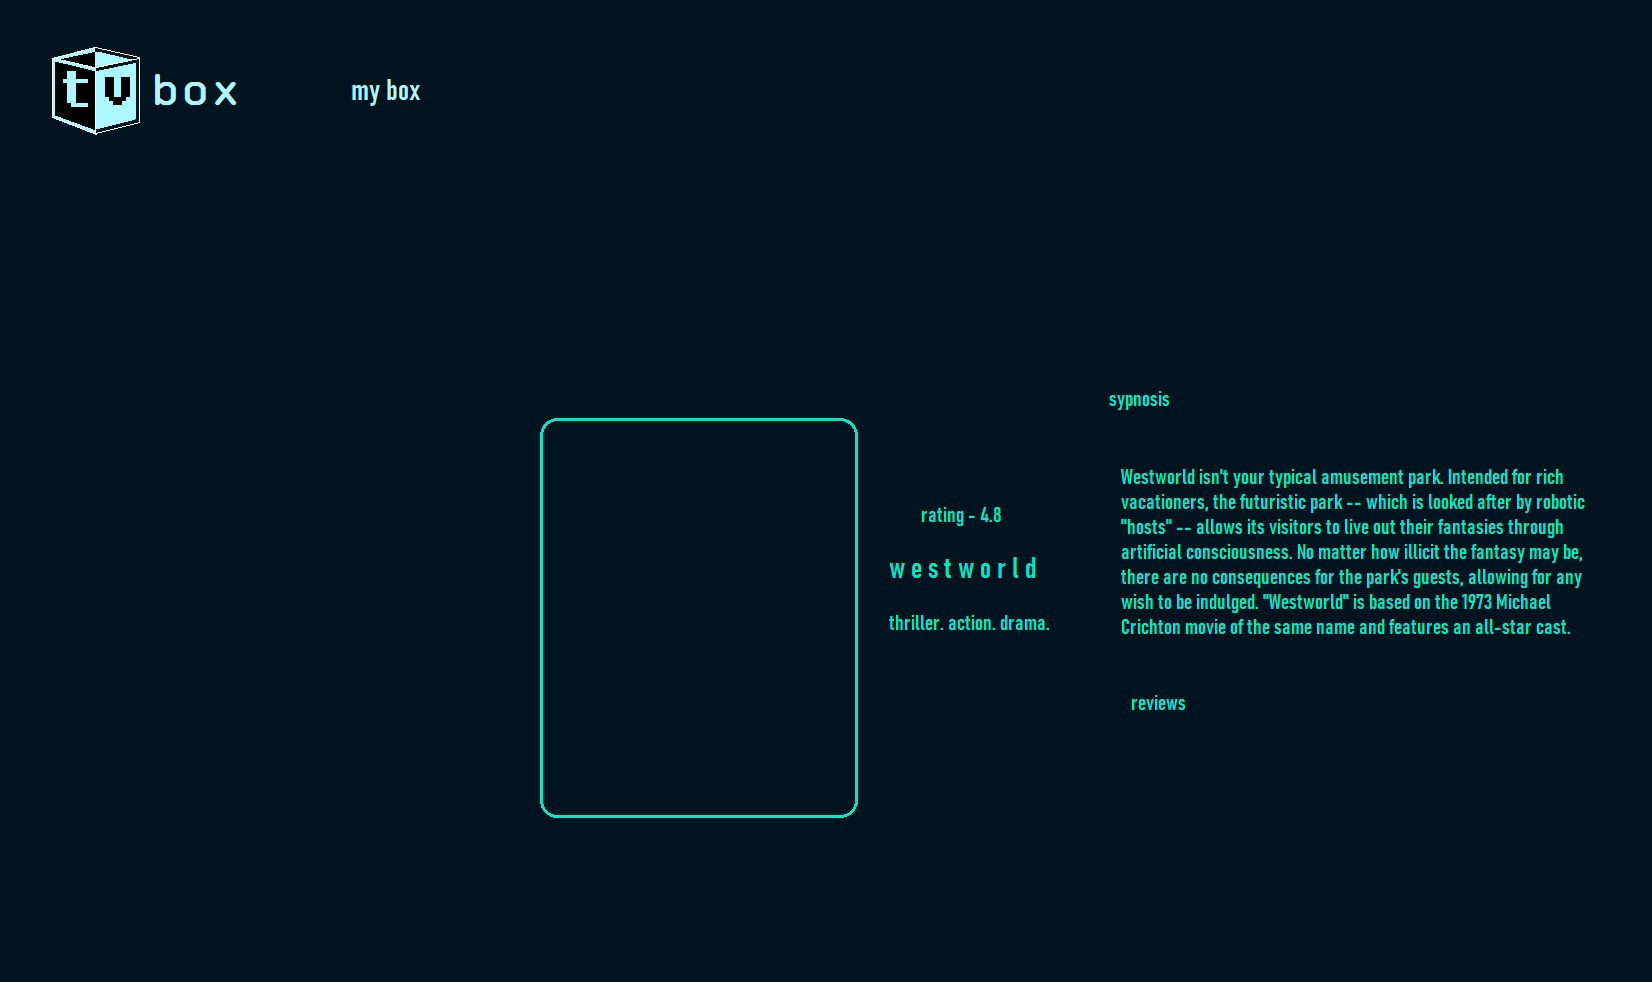 tv box
my box
sypnosis
rating - 4.8
westworld
thriller. action. drama.
Westworld isn't your typical amusement park. Intended for rich
vacationers, the futuristic park -- which is looked after by robotic
"hosts" -- allows its visitors to live out their fantasies through
artificial consciousness. No matter how illicit the fantasy may be,
there are no consequences for the park's guests, allowing for any
wish to be indulged. "Westworld" is based on the 1973 Michael
Crichton movie of the same name and features an all-star cast.
reviews